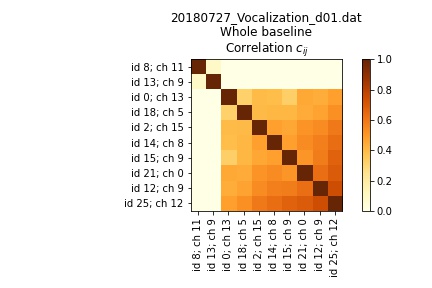 20180727_Vocalization_d01.dat
Whole baseline
Correlation c_ij
id 8; ch 11
id 13; ch 9
id 0; ch 13
id 18; ch 5
id 2; ch 15
id 14; ch 8
id 15; ch 9
id 21; ch 0
id 12; ch 9
id 25; ch 12
id 8; ch 11
id 13; ch 9
id 0; ch 13
id 18; ch 5
id 2; ch 15
id 14; ch 8
id 15; ch 9
id 21; ch 0
id 12; ch 9
id 25; ch 12
1.0
0.8
0.6
0.4
0.2
0.0